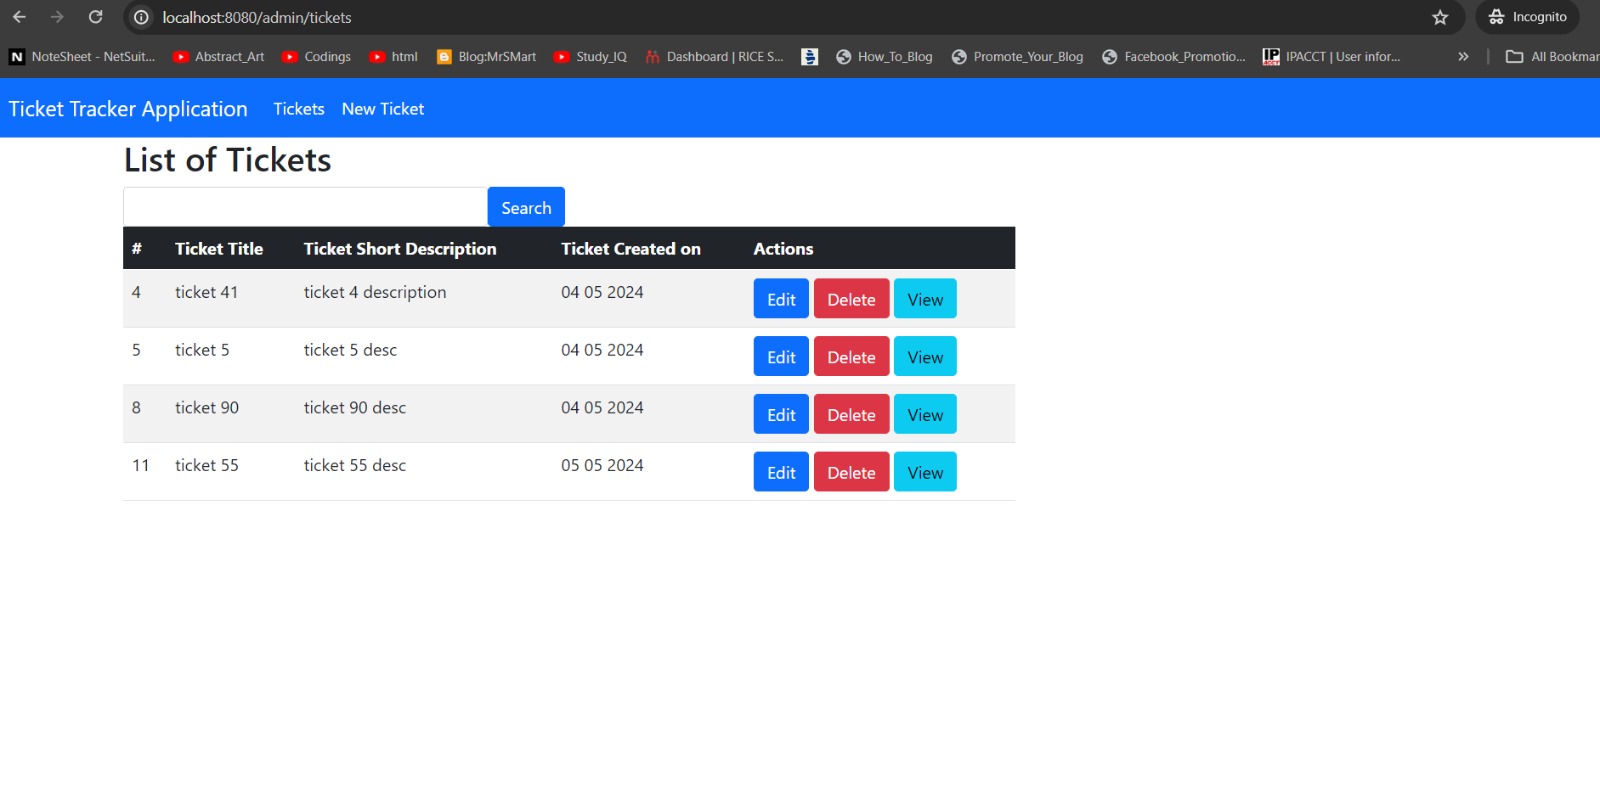 localhost:8080/admin/tickets
Incognito
NoteSheet - NetSuit... Abstract_Art Codings html Blog:MrSMart Study_IQ Dashboard | RICE S... How_To_Blog Promote_Your_Blog Facebook_Promotio... IP IPACCT IPACCT | User infor... » All Bookmar
Ticket Tracker Application Tickets New Ticket
List of Tickets
Search
# Ticket Title Ticket Short Description Ticket Created on Actions
4 ticket 41 ticket 4 description 04 05 2024 Edit Delete View
5 ticket 5 ticket 5 desc 04 05 2024 Edit Delete View
8 ticket 90 ticket 90 desc 04 05 2024 Edit Delete View
11 ticket 55 ticket 55 desc 05 05 2024 Edit Delete View